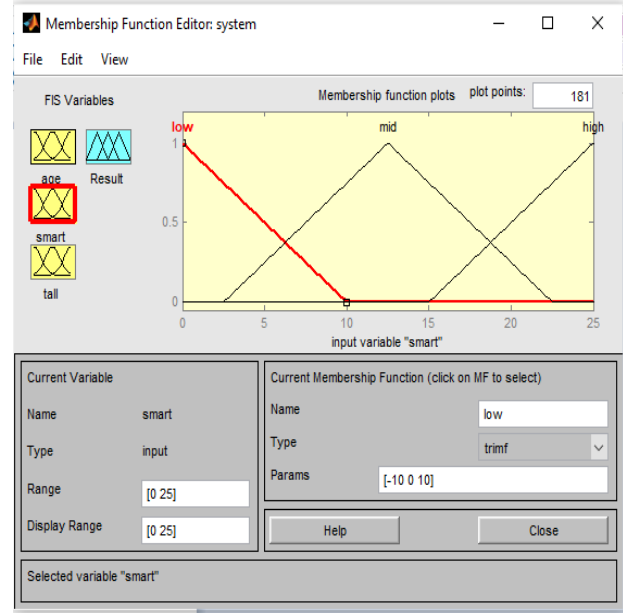 Membership Function Editor: system
File Edit View
FIS Variables
Membership function plots
plot points:
181
age
Result
smart
tall
low
mid
high
1
0.5
0
0 5 10 15 20 25
input variable "smart"
Current Variable
Name smart
Type input
Range [0 25]
Display Range [0 25]
Current Membership Function (click on MF to select)
Name low
Type trimf
Params [-10 0 10]
Help Close
Selected variable "smart"